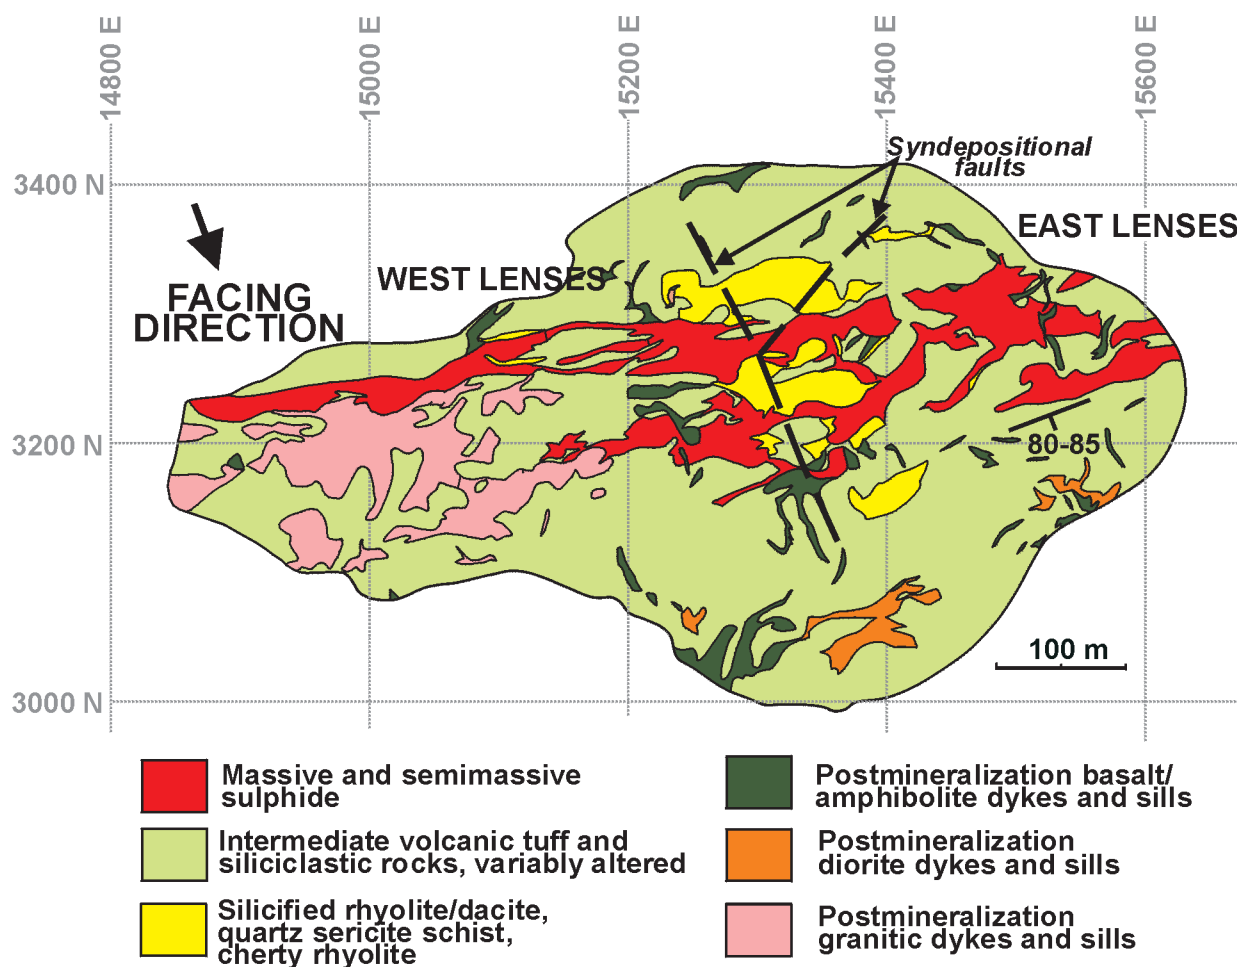 14800 E
15000 E
15200 E
15400 E
15600 E
Syndepositional
faults
3400 N
EAST LENSES
WEST LENSES
FACING
DIRECTION
3200 N
80-85
100 m
3000 N
Massive and semimassive
sulphide
Intermediate volcanic tuff and
siliciclastic rocks, variably altered
Silicified rhyolite/dacite,
quartz sericite schist,
cherty rhyolite
Postmineralization basalt/
amphibolite dykes and sills
Postmineralization
diorite dykes and sills
Postmineralization
granitic dykes and sills